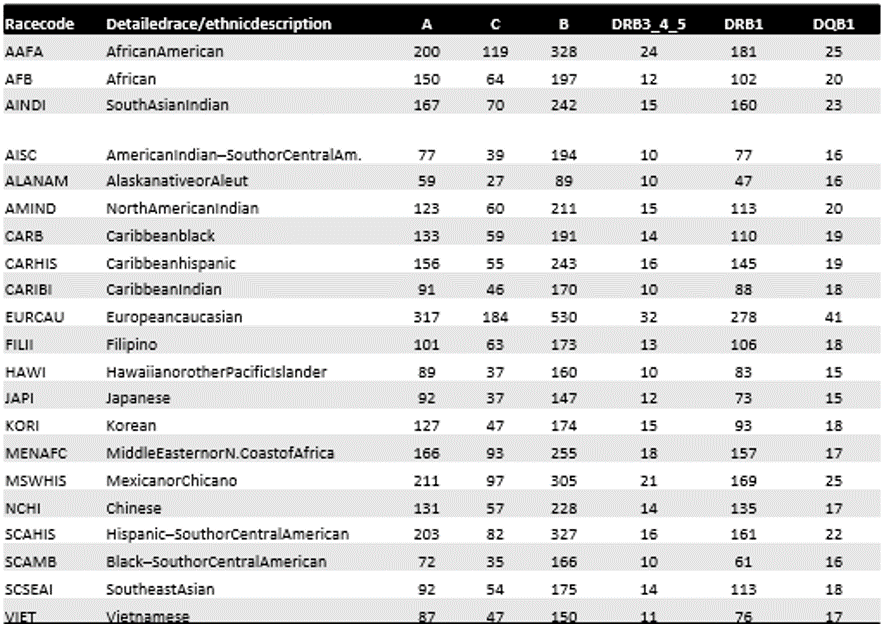 Racecode Detailedrace/ethnicdescription A C B DRB3_4_5 DRB1 DQB1
AAFA AfricanAmerican 200 119 328 24 181 25
AFB African 150 64 197 12 102 20
AINDI SouthAsianIndian 167 70 242 15 160 23
AISC AmericanIndian–SouthorCentralAm. 77 39 194 10 77 16
ALANAM AlaskanativeorAleut 59 27 89 10 47 16
AMIND NorthAmericanIndian 123 60 211 15 113 20
CARB Caribbeanblack 133 59 191 14 110 19
CARHIS Caribbeanhispanic 156 55 243 16 145 19
CARIBI CaribbeanIndian 91 46 170 10 88 18
EURCAU Europeancaucasian 317 184 530 32 278 41
FILII Filipino 101 63 173 13 106 18
HAWI HawaiianorotherPacificIslander 89 37 160 10 83 15
JAPI Japanese 92 37 147 12 73 15
KORI Korean 127 47 174 15 93 18
MENAFC MiddleEasternorN.CoastofAfrica 166 93 255 18 157 17
MSWHIS MexicanorChicano 211 97 305 21 169 25
NCHI Chinese 131 57 228 14 135 17
SCAHIS Hispanic–SouthorCentralAmerican 203 82 327 16 161 22
SCAMB Black–SouthorCentralAmerican 72 35 166 10 61 16
SCSEAI SoutheastAsian 92 54 175 14 113 18
VIET Vietnamese 87 47 150 11 76 17